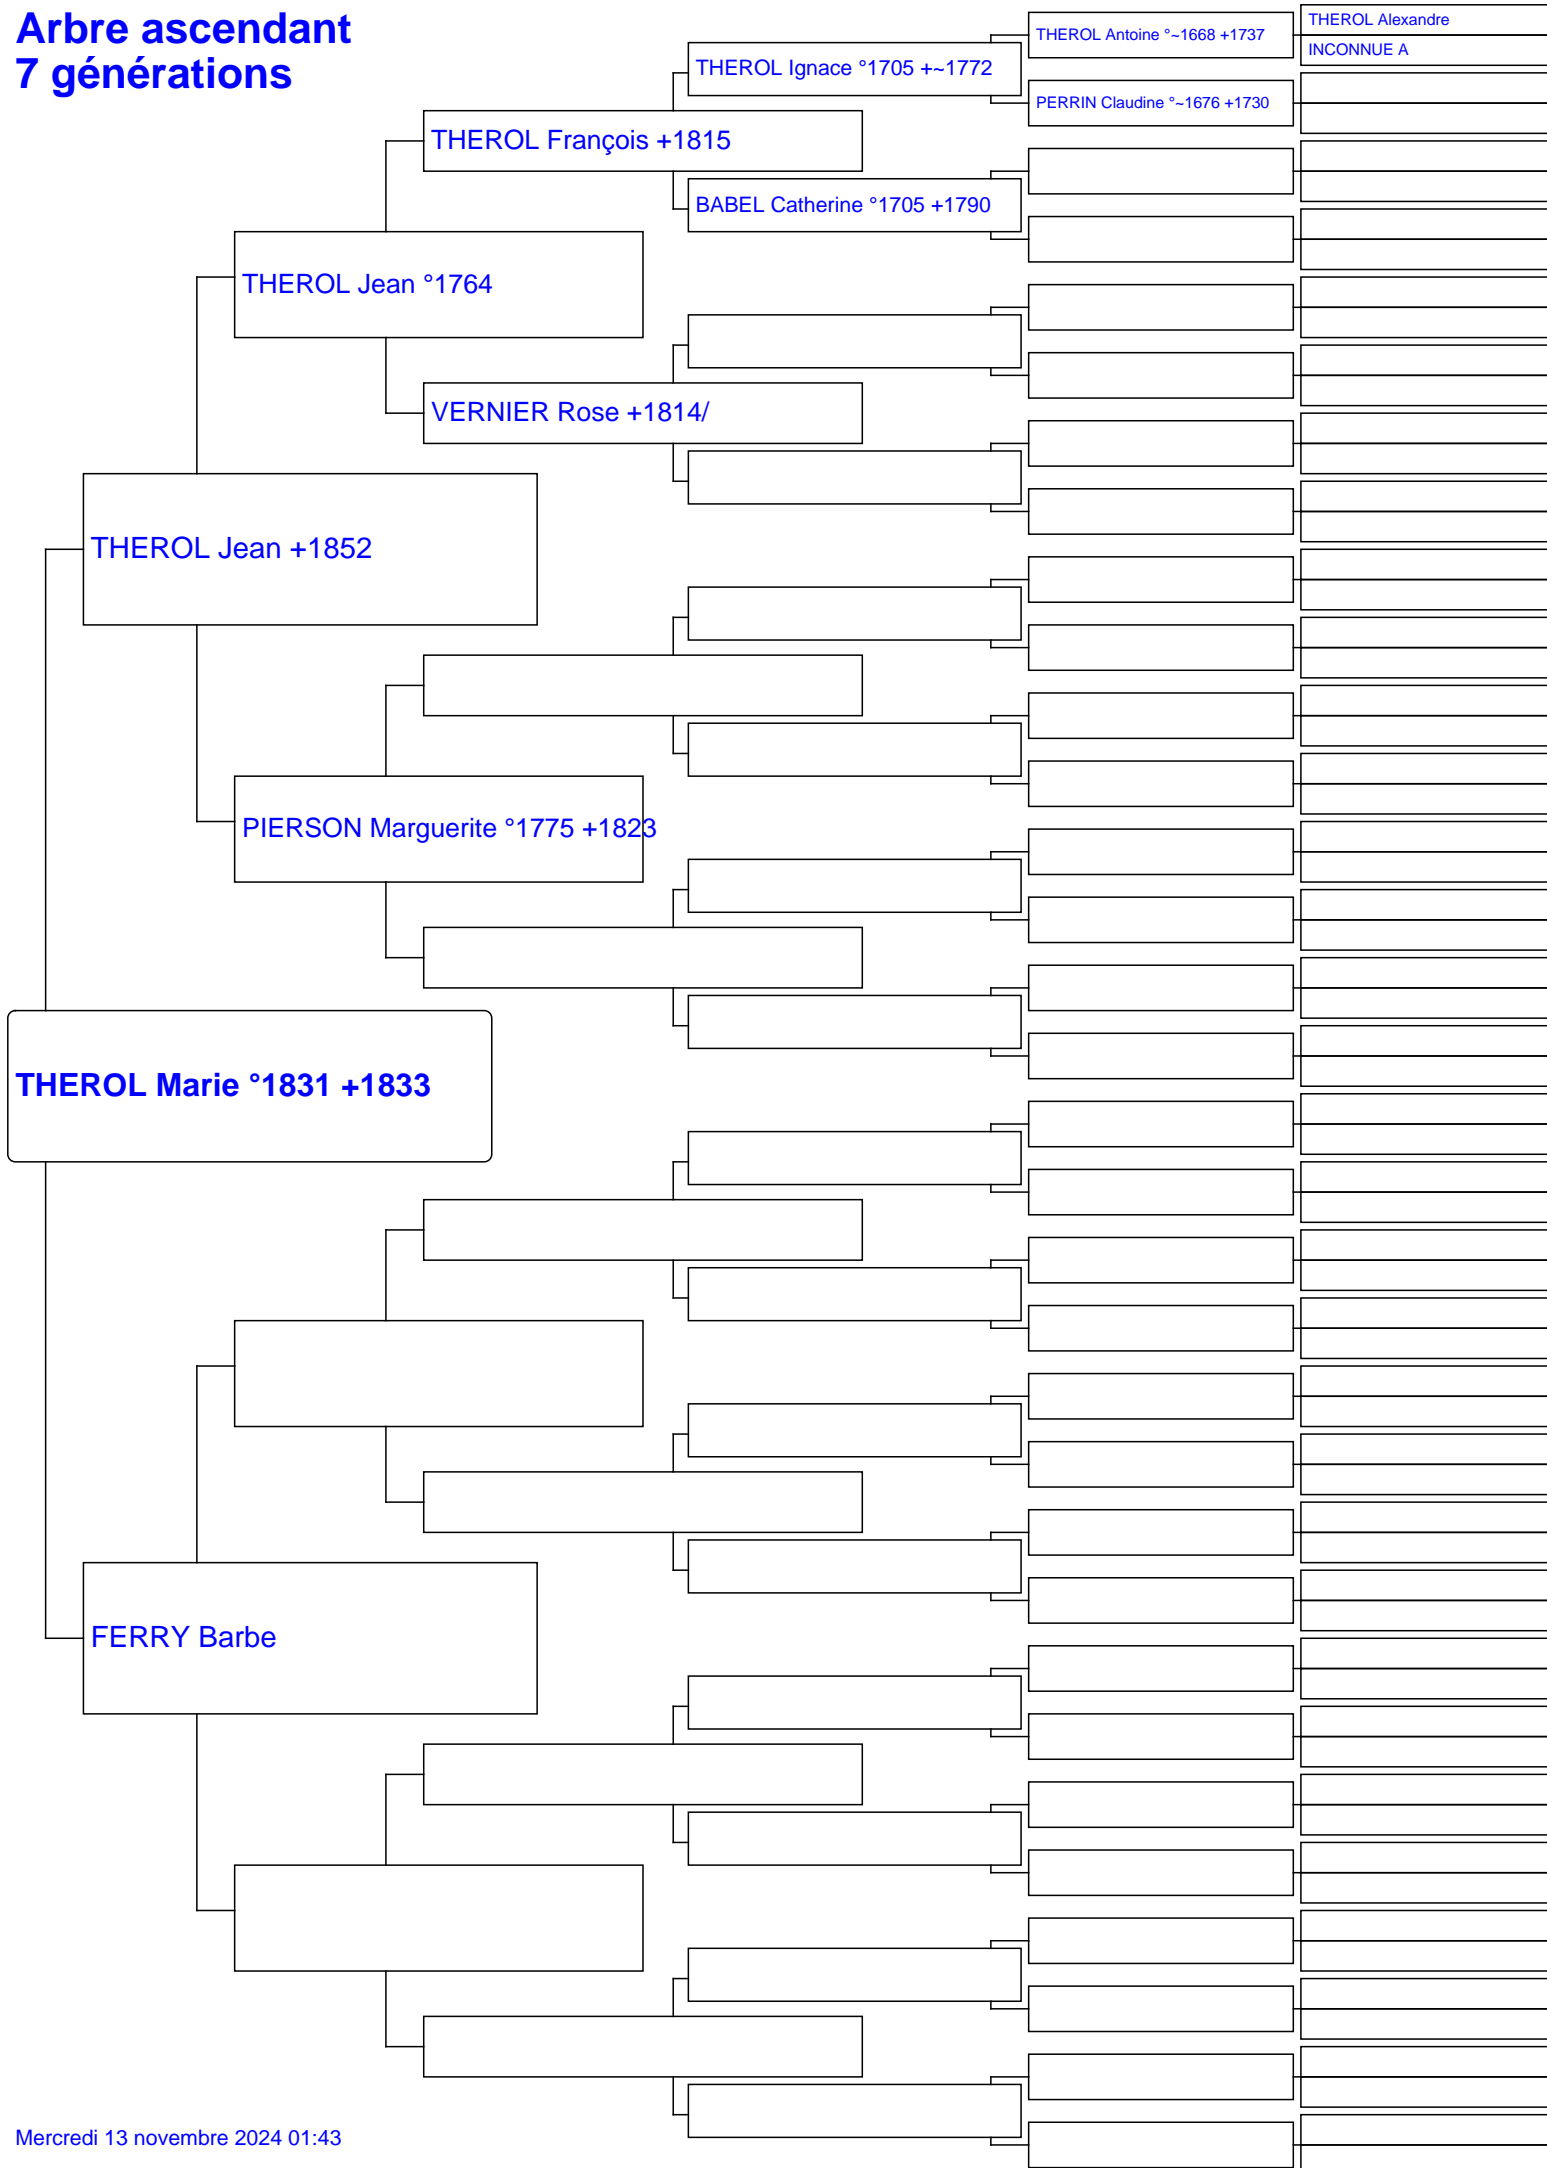 Arbre ascendant
7 générations
THEROL Antoine °~1668 +1737
THEROL Alexandre
INCONNUE A
THEROL Ignace °1705 +~1772
PERRIN Claudine °~1676 +1730
THEROL François +1815
BABEL Catherine °1705 +1790
THEROL Jean °1764
VERNIER Rose +1814/
THEROL Jean +1852
PIERSON Marguerite °1775 +1823
THEROL Marie °1831 +1833
FERRY Barbe
Mercredi 13 novembre 2024 01:43